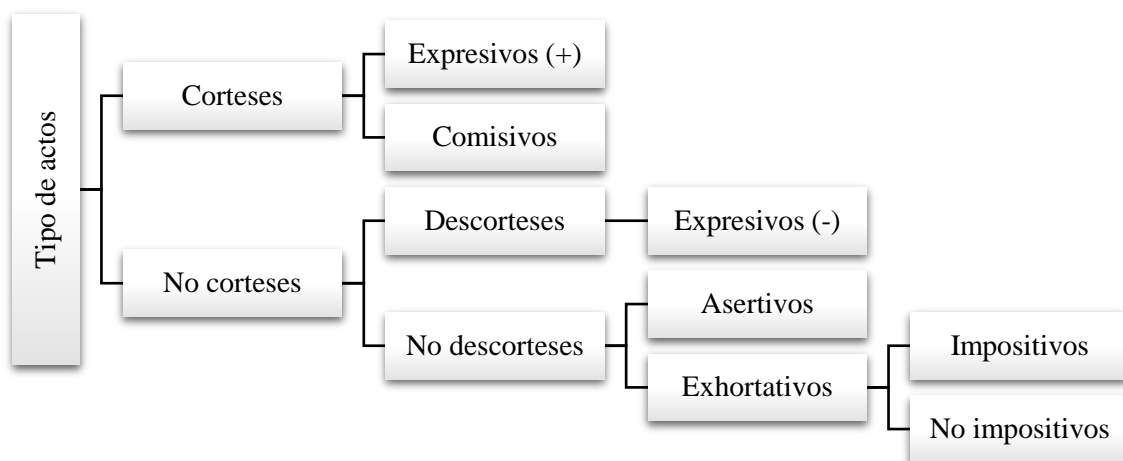 Tipo de actos
Corteses
Expresivos (+)
Comisivos
No corteses
Descorteses
Expresivos (-)
No descorteses
Asertivos
Exhortativos
Impositivos
No impositivos